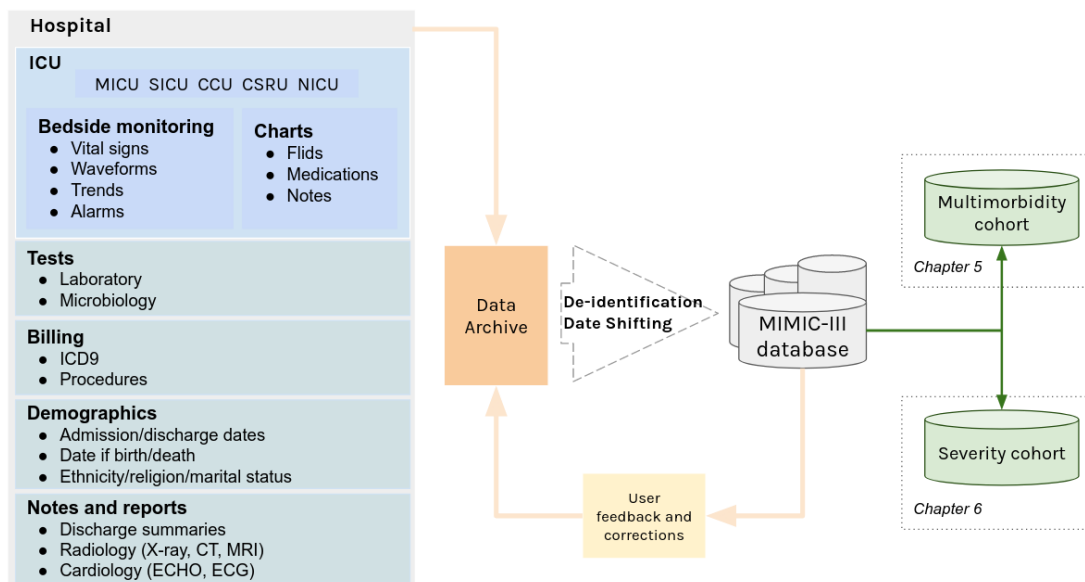 Hospital
ICU
MICU SICU CCU CSRU NICU
Bedside monitoring
● Vital signs
● Waveforms
● Trends
● Alarms
Charts
● Flids
● Medications
● Notes
Tests
● Laboratory
● Microbiology
Billing
● ICD9
● Procedures
Demographics
● Admission/discharge dates
● Date if birth/death
● Ethnicity/religion/marital status
Notes and reports
● Discharge summaries
● Radiology (X-ray, CT, MRI)
● Cardiology (ECHO, ECG)
Data
Archive
De-identification
Date Shifting
MIMIC-III
database
User
feedback and
corrections
Multimorbidity
cohort
Chapter 5
Severity cohort
Chapter 6